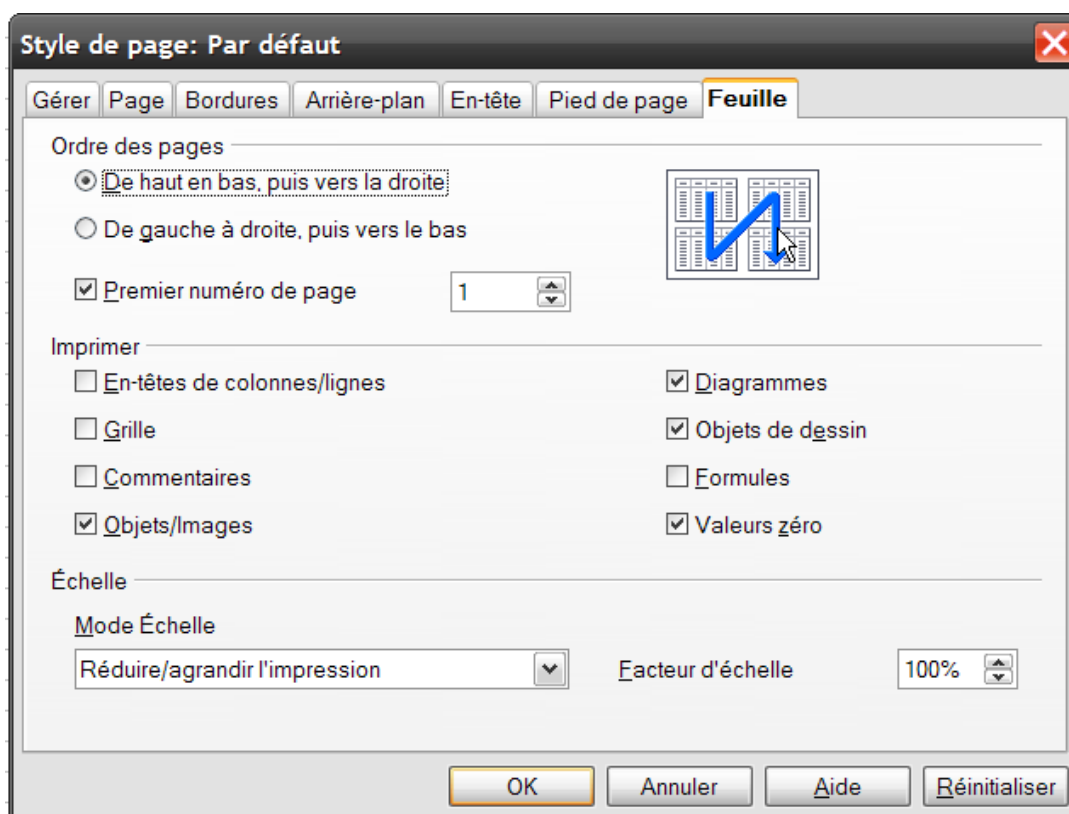 Style de page: Par défaut
Gérer Page Bordures Arrière-plan En-tête Pied de page Feuille
Ordre des pages
De haut en bas, puis vers la droite
De gauche à droite, puis vers le bas
Premier numéro de page 1
Imprimer
En-têtes de colonnes/lignes Diagrammes
Grille Objets de dessin
Commentaires Formules
Objets/Images Valeurs zéro
Échelle
Mode Échelle
Réduire/agrandir l'impression Facteur d'échelle 100%
OK Annuler Aide Réinitialiser